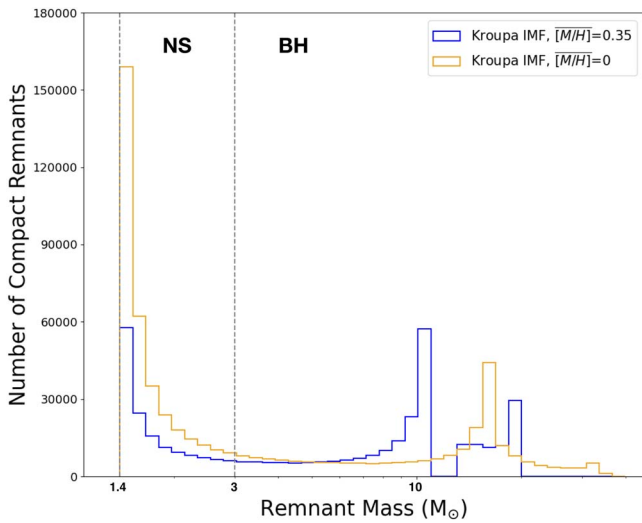 180000
150000
120000
90000
60000
30000
0
Number of Compact Remnants
NS
BH
Kroupa IMF, [M/H]=0.35
Kroupa IMF, [M/H]=0
1.4
3
10
Remnant Mass (M☉)